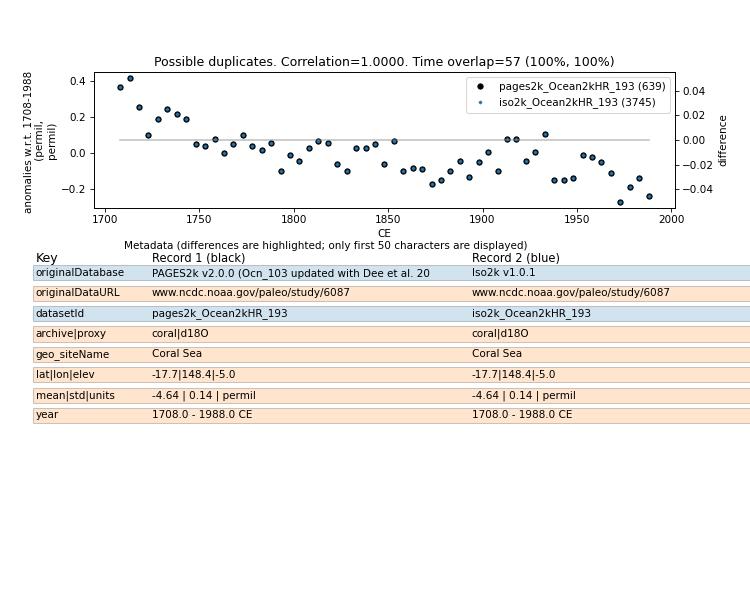 Possible duplicates. Correlation=1.0000. Time overlap=57 (100%, 100%)
anomalies w.r.t. 1708-1988
(permil,
permil)
0.4
0.2
0.0
−0.2
pages2k_Ocean2kHR_193 (639)
iso2k_Ocean2kHR_193 (3745)
0.04
0.02
0.00
−0.02
−0.04
difference
1700 1750 1800 1850 1900 1950 2000
CE
Metadata (differences are highlighted; only first 50 characters are displayed)
Key Record 1 (black) Record 2 (blue)
originalDatabase PAGES2k v2.0.0 (Ocn_103 updated with Dee et al. 20 Iso2k v1.0.1
originalDataURL www.ncdc.noaa.gov/paleo/study/6087 www.ncdc.noaa.gov/paleo/study/6087
datasetId pages2k_Ocean2kHR_193 iso2k_Ocean2kHR_193
archive|proxy coral|d18O coral|d18O
geo_siteName Coral Sea Coral Sea
lat|lon|elev -17.7|148.4|-5.0 -17.7|148.4|-5.0
mean|std|units -4.64 | 0.14 | permil -4.64 | 0.14 | permil
year 1708.0 - 1988.0 CE 1708.0 - 1988.0 CE